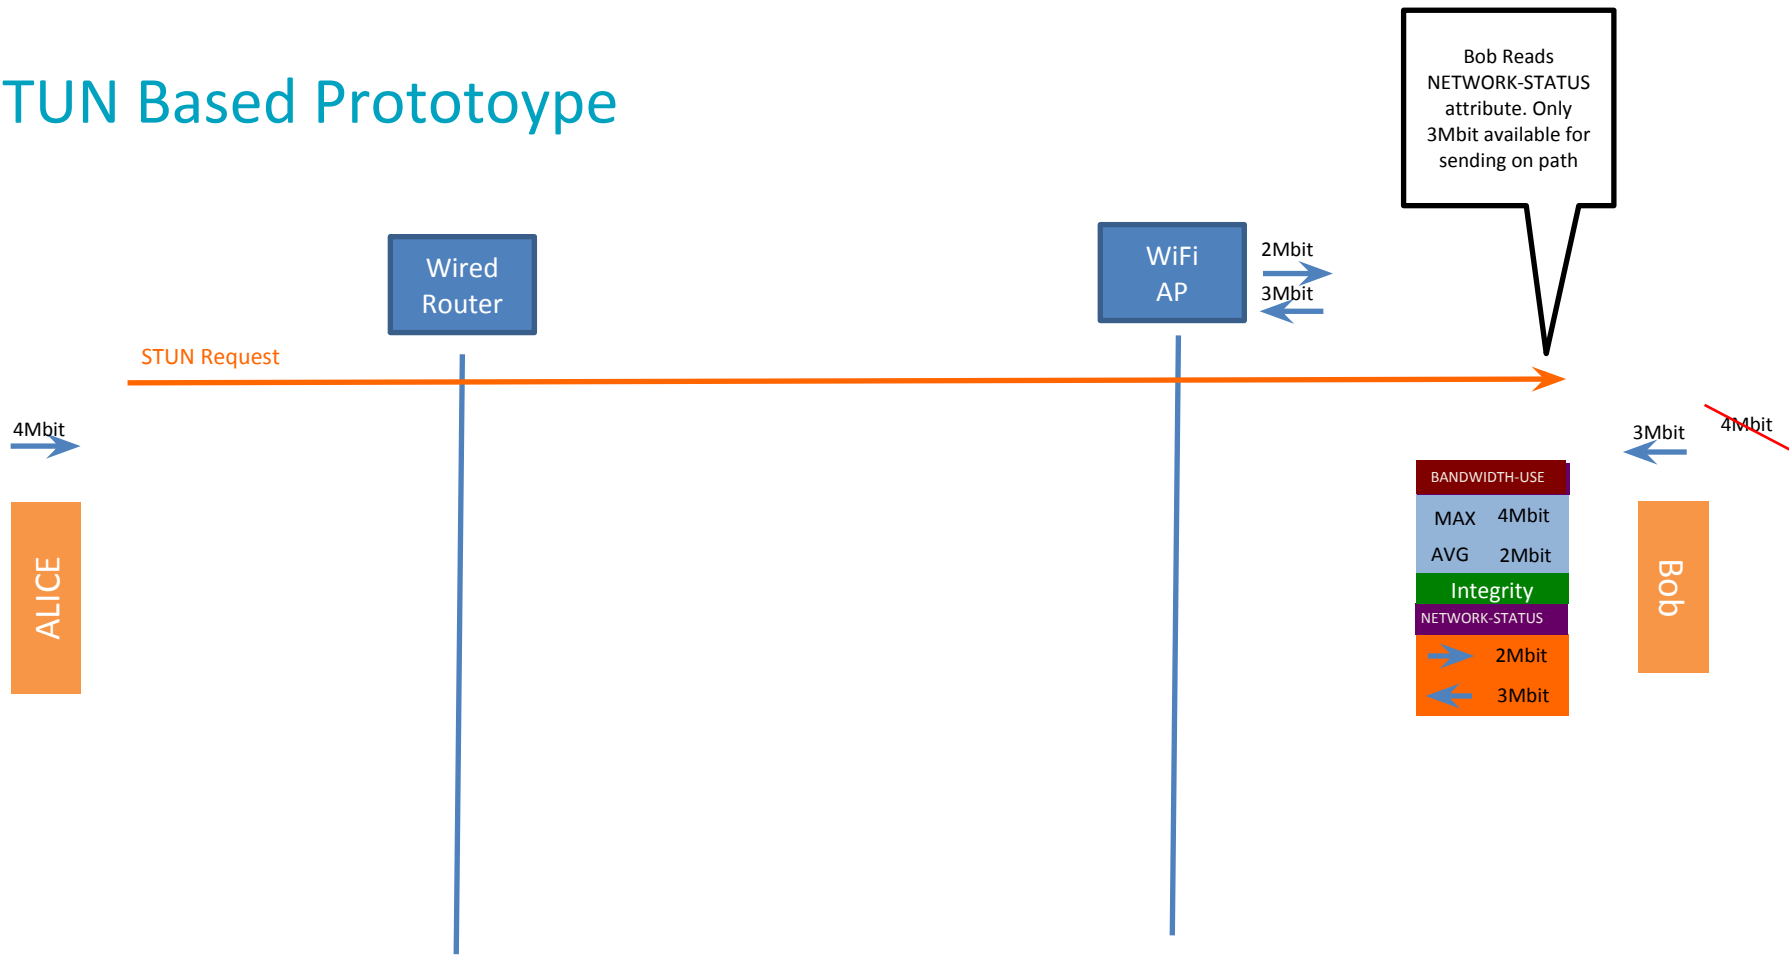 TUN Based Prototoype
Bob Reads
NETWORK-STATUS
attribute. Only
3Mbit available for
sending on path
Wired
Router
WiFi
AP
2Mbit
3Mbit
STUN Request
4Mbit
3Mbit
4Mbit
ALICE
BANDWIDTH-USE
MAX 4Mbit
AVG 2Mbit
Integrity
NETWORK-STATUS
2Mbit
3Mbit
Bob